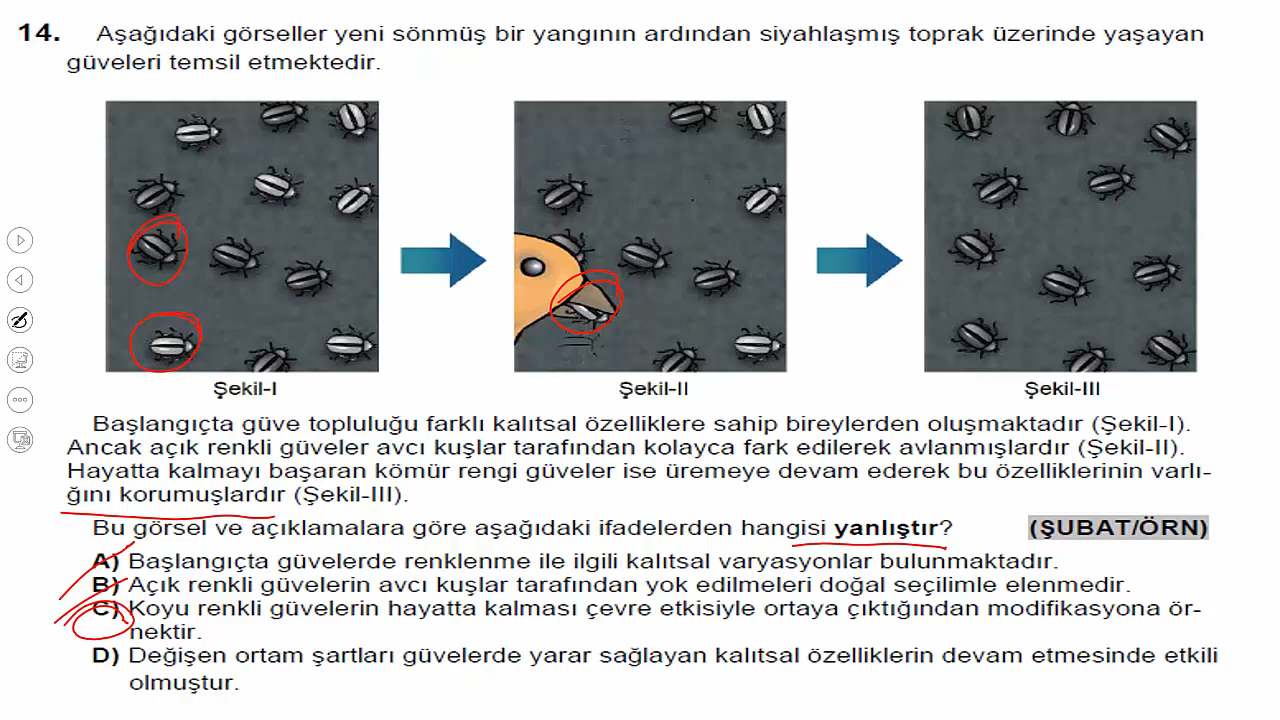 14. Aşağıdaki görseller yeni sönmüş bir yangının ardından siyahlaşmış toprak üzerinde yaşayan
güveleri temsil etmektedir.
Şekil-I
Şekil-II
Şekil-III
Başlangıçta güve topluluğu farklı kalıtsal özelliklere sahip bireylerden oluşmaktadır (Şekil-I).
Ancak açık renkli güveler avcı kuşlar tarafından kolayca fark edilerek avlanmışlardır (Şekil-II).
Hayatta kalmayı başaran kömür rengi güveler ise üremeye devam ederek bu özelliklerinin varlı-
ğını korumuşlardır (Şekil-III).
Bu görsel ve açıklamalara göre aşağıdaki ifadelerden hangisi yanlıştır? (ŞUBAT/ÖRN)
A) Başlangıçta güvelerde renklenme ile ilgili kalıtsal varyasyonlar bulunmaktadır.
B) Açık renkli güvelerin avcı kuşlar tarafından yok edilmeleri doğal seçilimle elenmedir.
C) Koyu renkli güvelerin hayatta kalması çevre etkisiyle ortaya çıktığından modifikasyona ör-
nektir.
D) Değişen ortam şartları güvelerde yarar sağlayan kalıtsal özelliklerin devam etmesinde etkili
olmuştur.